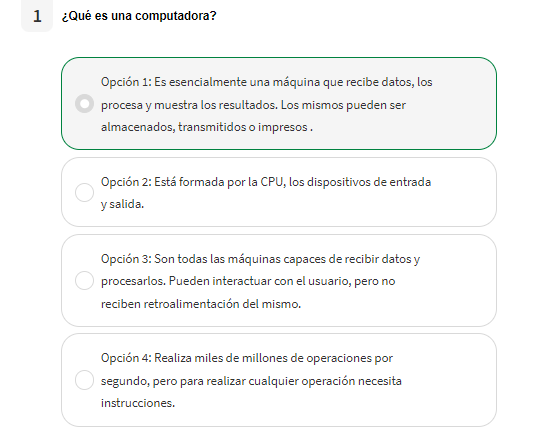 1 ¿Qué es una computadora?
Opción 1: Es esencialmente una máquina que recibe datos, los
procesa y muestra los resultados. Los mismos pueden ser
almacenados, transmitidos o impresos .
Opción 2: Está formada por la CPU, los dispositivos de entrada
y salida.
Opción 3: Son todas las máquinas capaces de recibir datos y
procesarlos. Pueden interactuar con el usuario, pero no
reciben retroalimentación del mismo.
Opción 4: Realiza miles de millones de operaciones por
segundo, pero para realizar cualquier operación necesita
instrucciones.